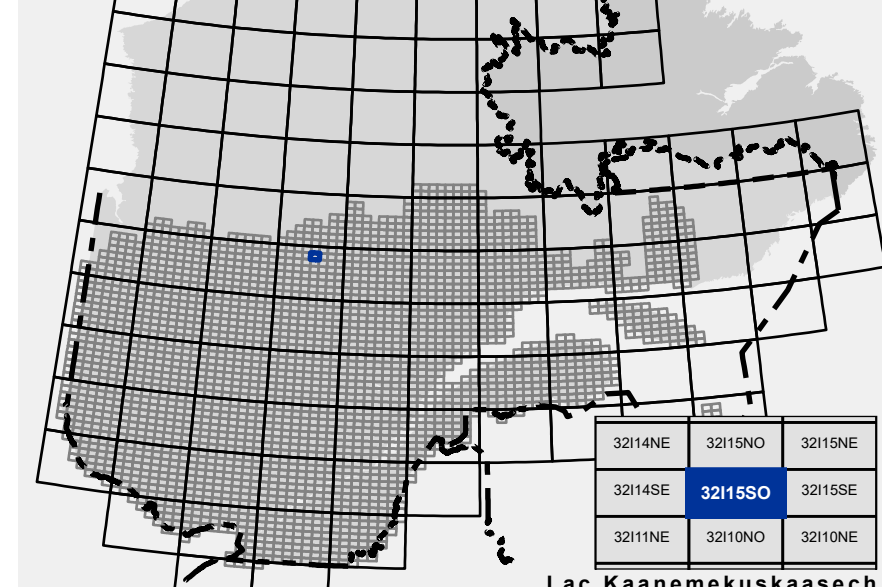 32I14NE 32I15NO 32I15NE
32I14SE 32I15SO 32I15SE
32I11NE 32I10NO 32I10NE
Lac Kaanemekuskaasech